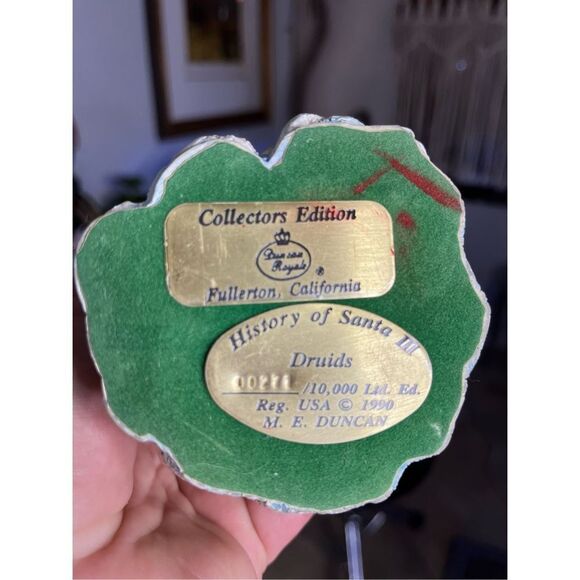 Collectors Edition
Duncan
Royale
®
Fullerton, California
History of Santa III
Druids
/10,000 Ltd. Ed.
Reg. USA © 1990
M. E. DUNCAN